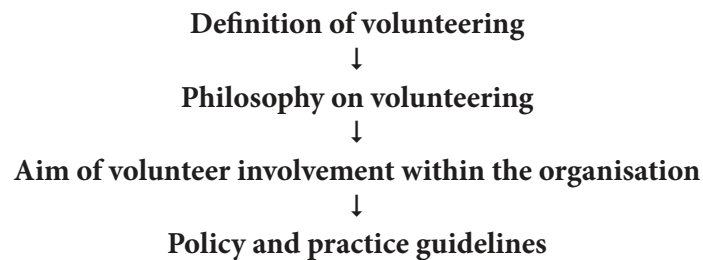 Definition of volunteering
↓
Philosophy on volunteering
↓
Aim of volunteer involvement within the organisation
↓
Policy and practice guidelines